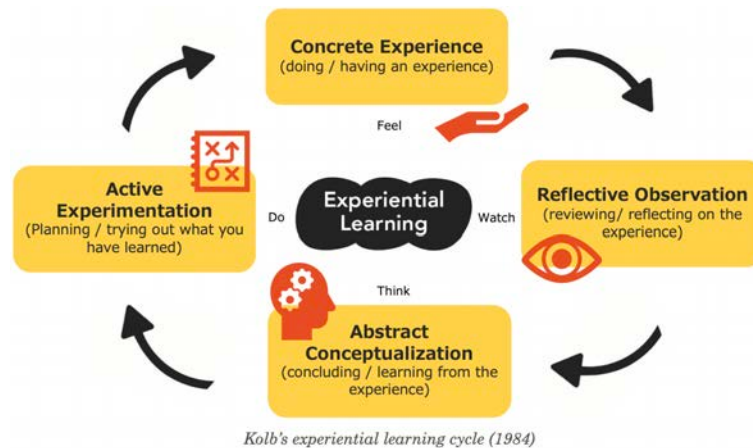 Concrete Experience
(doing / having an experience)
Feel
Active
Experimentation
(Planning / trying out what you
have learned)
Do
Experiential
Learning
Watch
Reflective Observation
(reviewing/ reflecting on the
experience)
Think
Abstract
Conceptualization
(concluding / learning from the
experience)
Kolb's experiential learning cycle (1984)